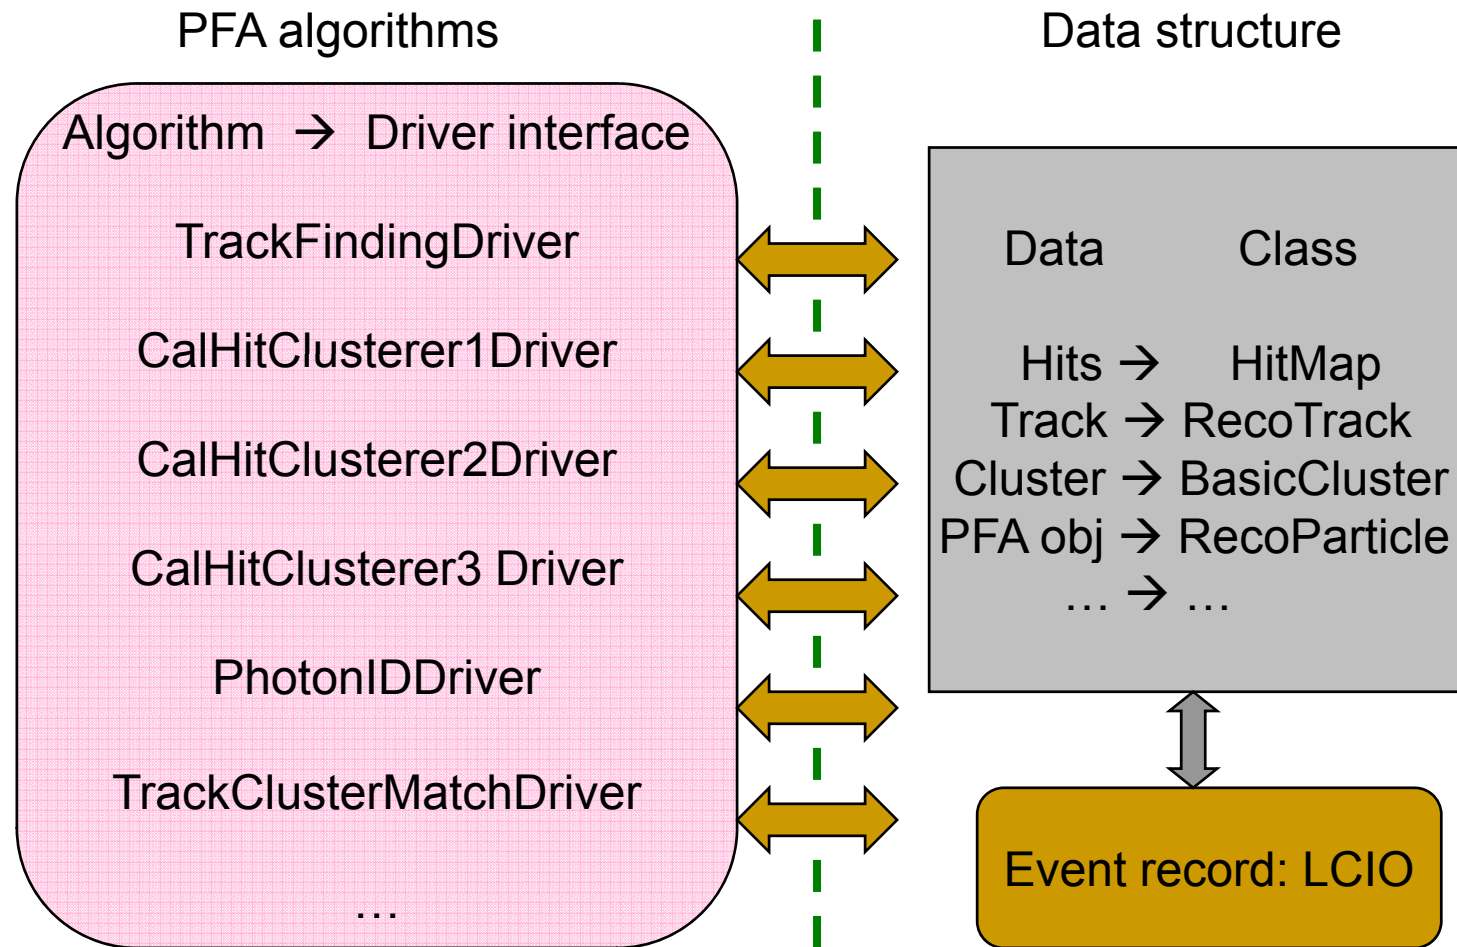 PFA algorithms
Algorithm → Driver interface
TrackFindingDriver
CalHitClusterer1Driver
CalHitClusterer2Driver
CalHitClusterer3 Driver
PhotonIDDriver
TrackClusterMatchDriver
…
Data structure
Data Class
Hits → HitMap
Track → RecoTrack
Cluster → BasicCluster
PFA obj → RecoParticle
… → …
Event record: LCIO